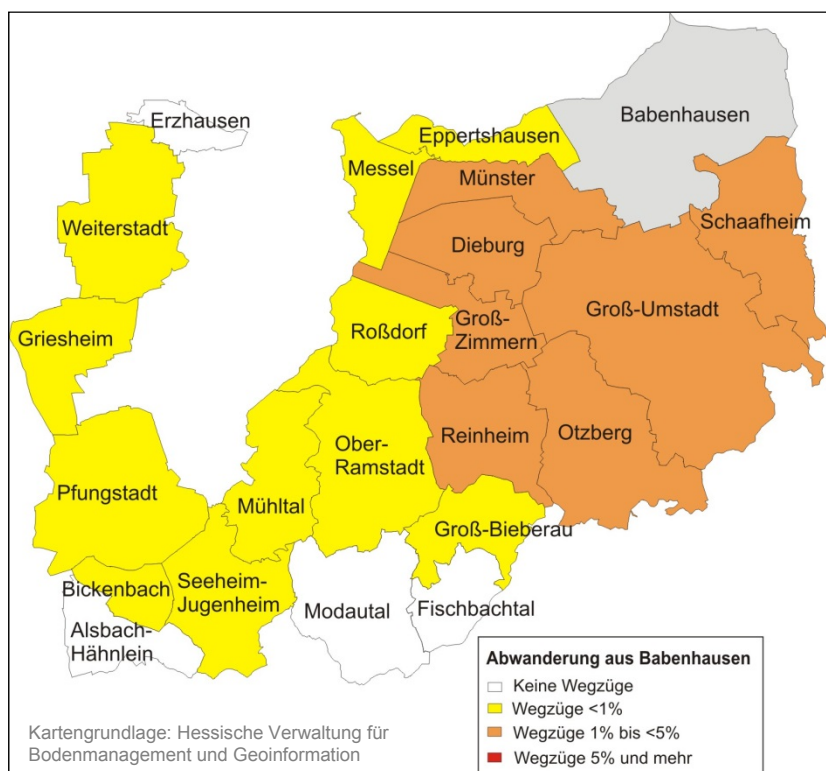 Erzhausen
Babenhausen
Eppertshausen
Messel
Münster
Schaafheim
Weiterstadt
Dieburg
Groß-Umstadt
Griesheim
Roßdorf
Groß-
Zimmern
Ober-
Ramstadt
Reinheim
Otzberg
Pfungstadt
Mühltal
Groß-Bieberau
Bickenbach
Seeheim-
Jugenheim
Modautal
Fischbachtal
Alsbach-
Hähnlein
Abwanderung aus Babenhausen
Keine Wegzüge
Wegzüge <1%
Wegzüge 1% bis <5%
Wegzüge 5% und mehr
Kartengrundlage: Hessische Verwaltung für
Bodenmanagement und Geoinformation